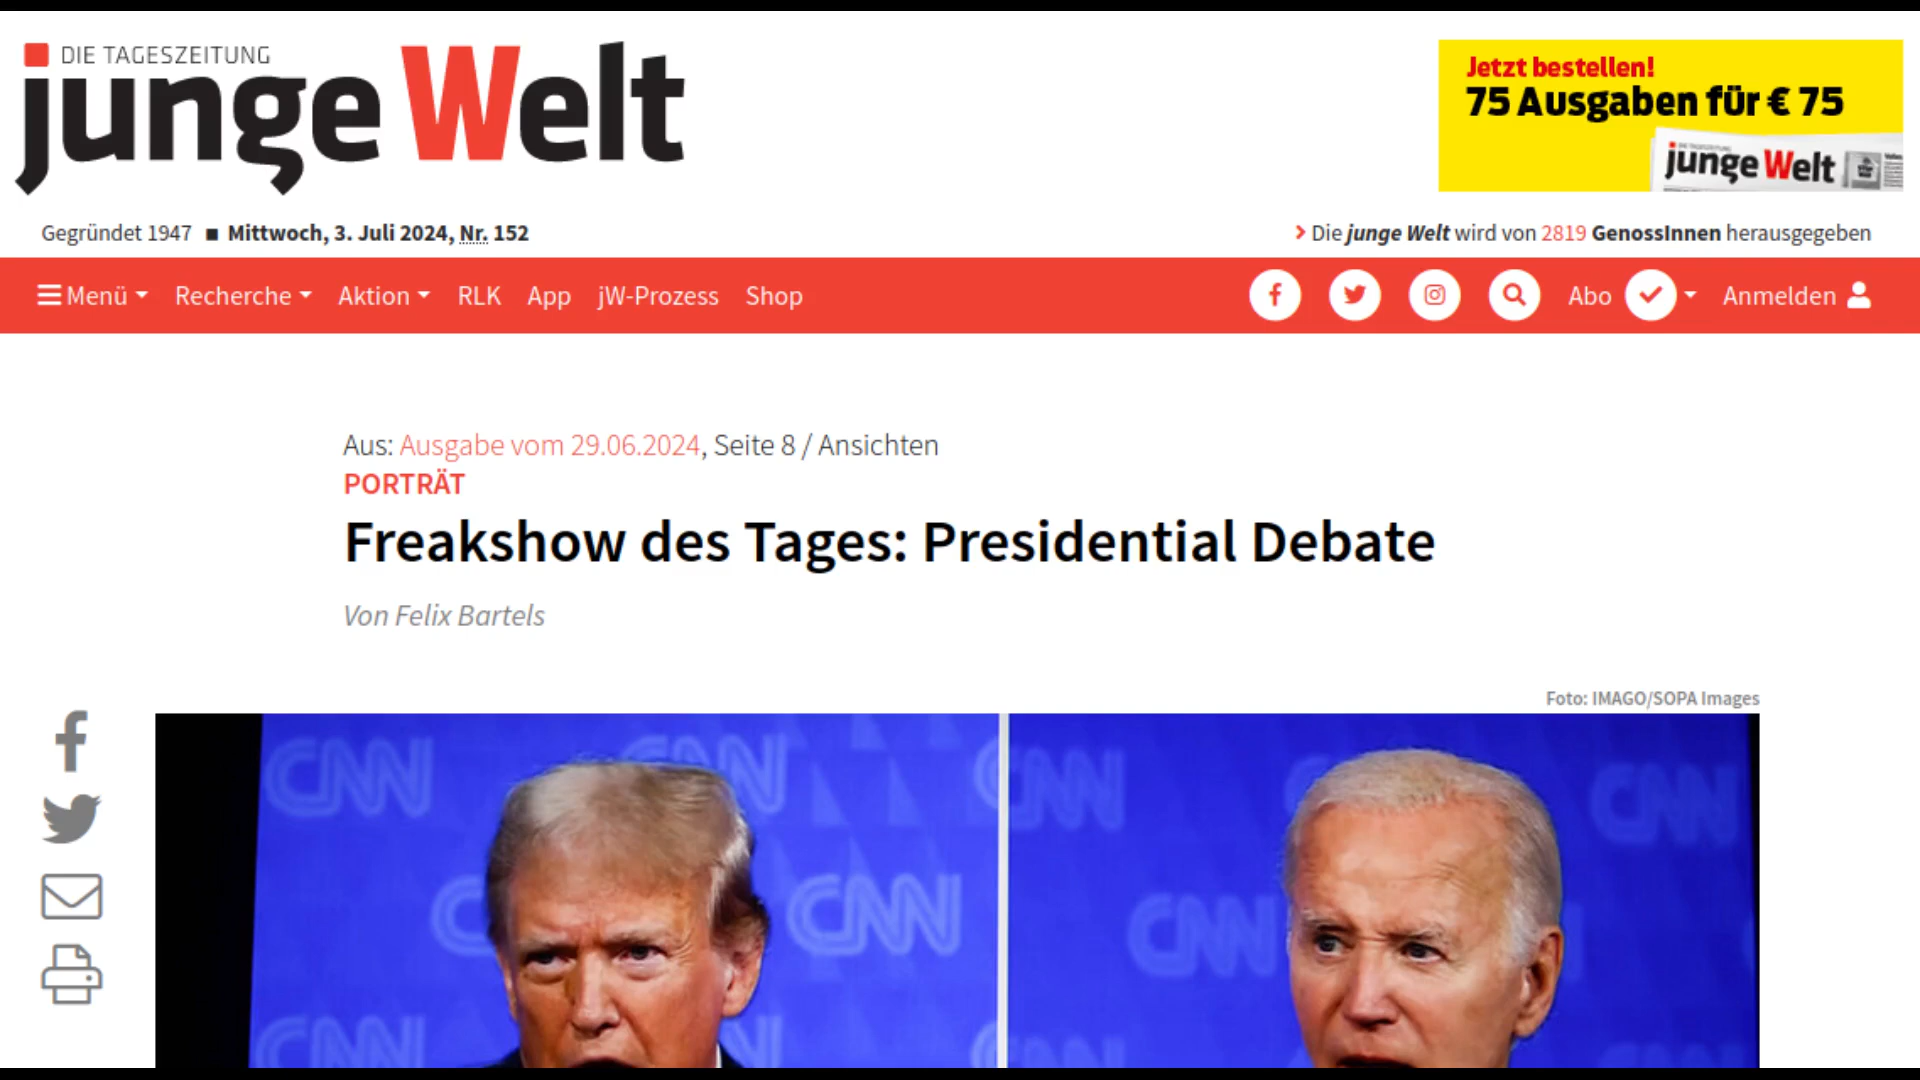 DIE TAGESZEITUNG
junge Welt
Jetzt bestellen!
75 Ausgaben für € 75
junge Welt
Gegründet 1947 ■ Mittwoch, 3. Juli 2024, Nr. 152
Die junge Welt wird von 2819 GenossInnen herausgegeben
Menü Recherche Aktion RLK App jW-Prozess Shop
Abo Anmelden
Aus: Ausgabe vom 29.06.2024, Seite 8 / Ansichten
PORTRÄT
Freakshow des Tages: Presidential Debate
Von Felix Bartels
Foto: IMAGO/SOPA Images
CNN CNN CNN CNN
CNN CNN
CNN